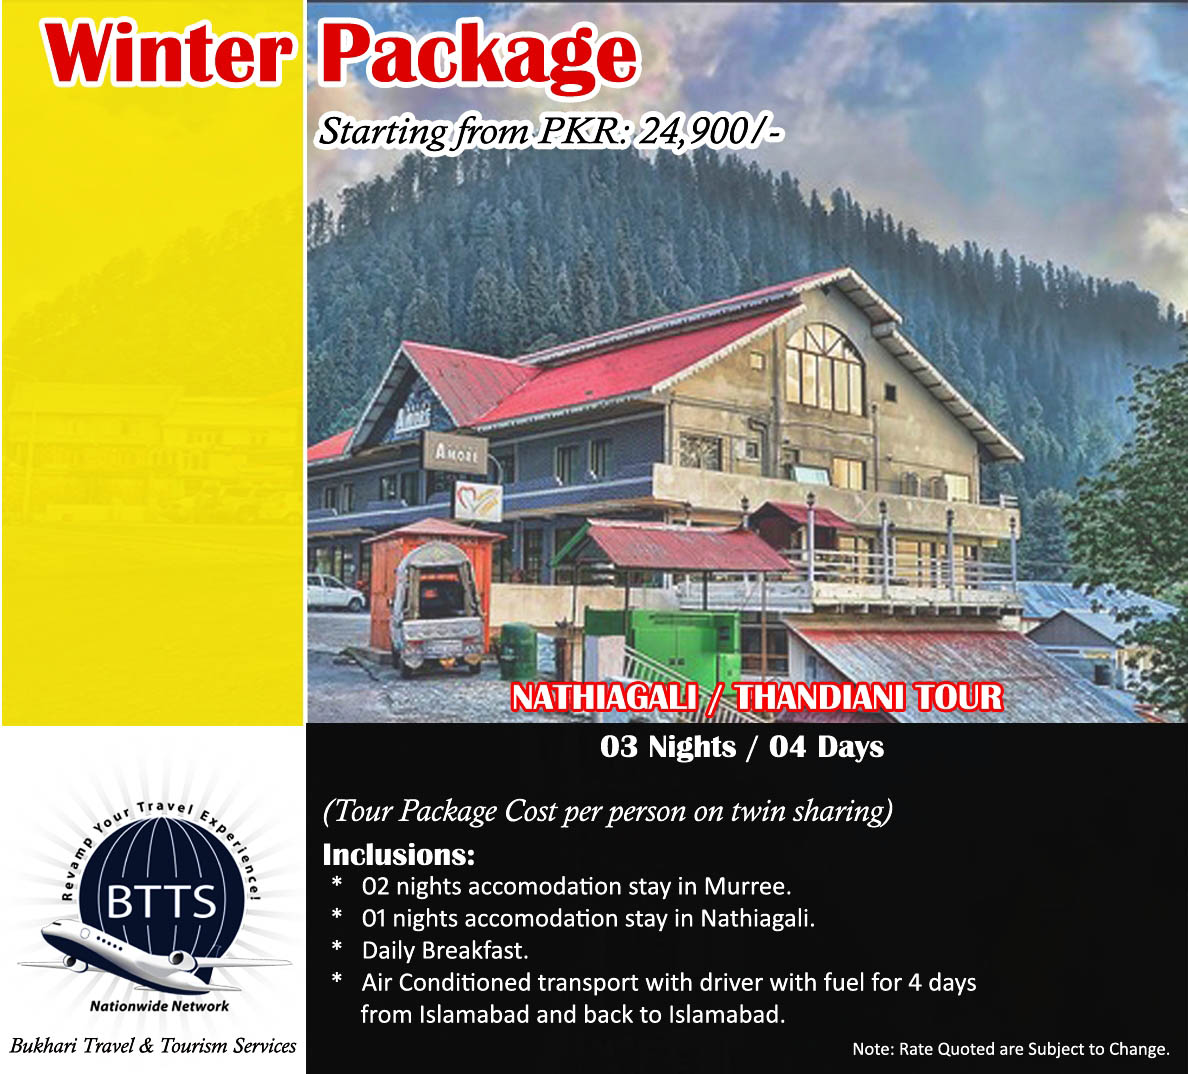 Winter Package
Starting from PKR: 24,900/-
AMORE
AMORE
NATHIAGALI / THANDIANI TOUR
03 Nights / 04 Days
(Tour Package Cost per person on twin sharing)
Inclusions:
* 02 nights accomodation stay in Murree.
* 01 nights accomodation stay in Nathiagali.
* Daily Breakfast.
* Air Conditioned transport with driver with fuel for 4 days
from Islamabad and back to Islamabad.
Note: Rate Quoted are Subject to Change.
Revamp Your Travel Experience!
BTTS
Nationwide Network
Bukhari Travel & Tourism Services